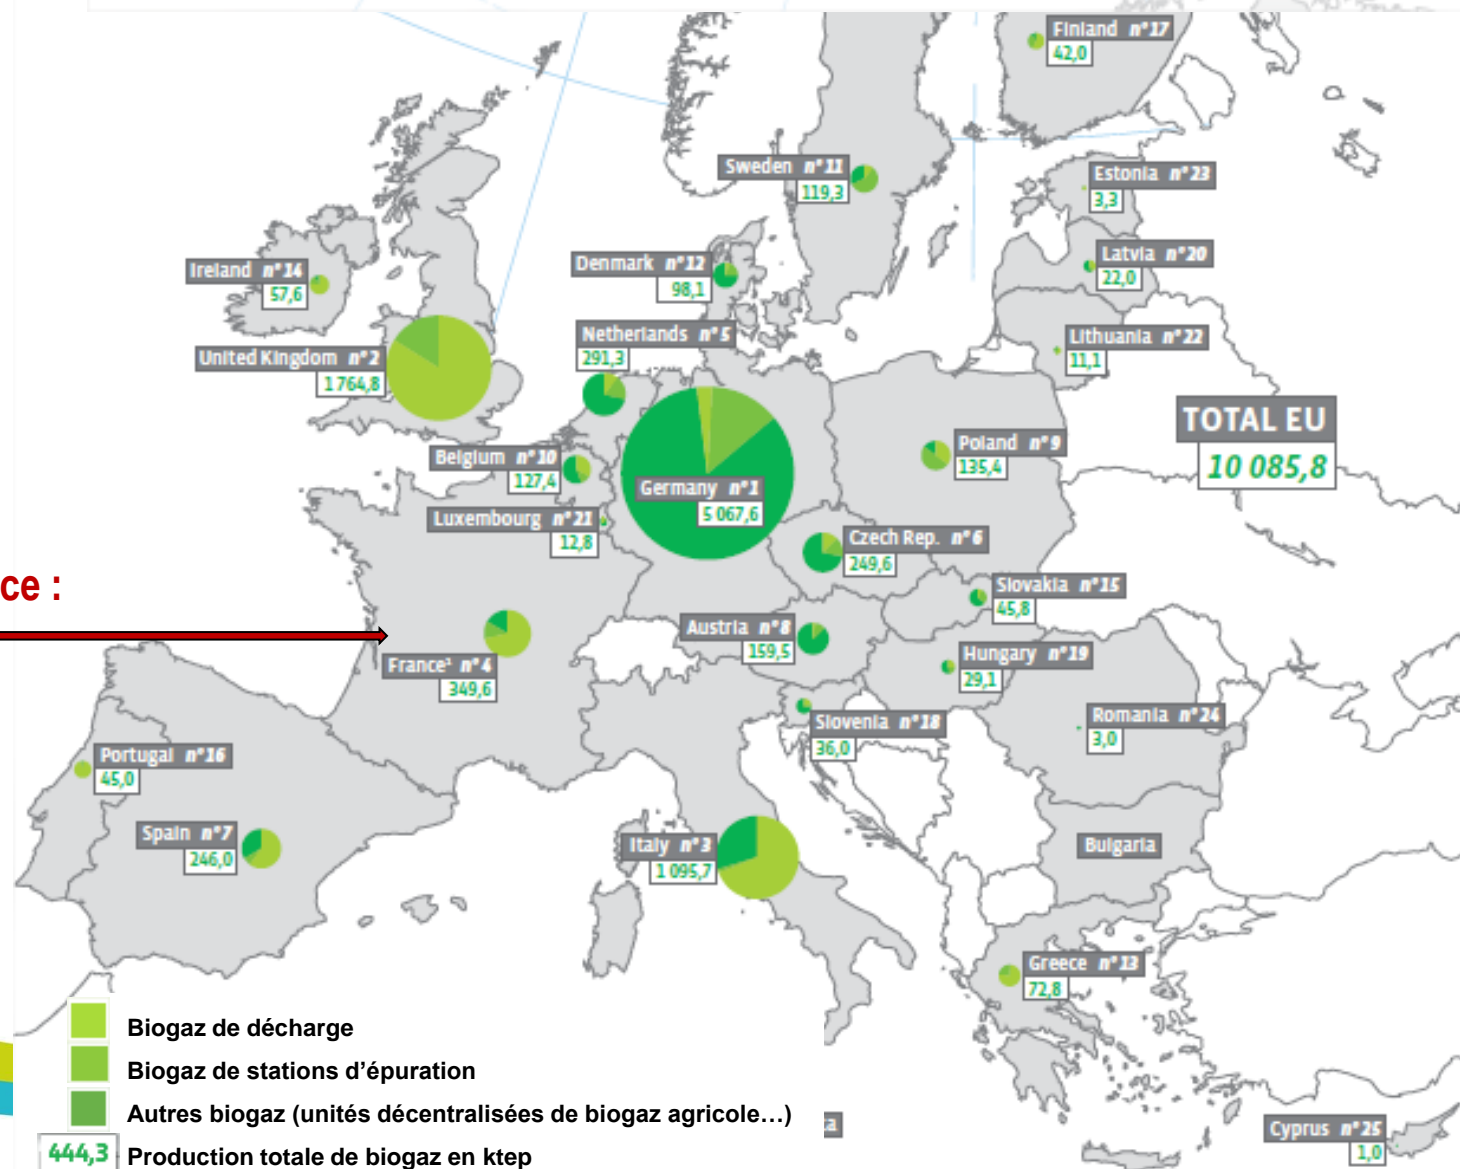 Finland n°17
42,0
Sweden n°11
119,3
Estonia n°23
3,3
Ireland n°14
57,6
Denmark n°12
98,1
Latvia n°20
22,0
Netherlands n°5
291,3
Lithuania n°22
11,1
United Kingdom n°2
1 764,8
TOTAL EU
10 085,8
Belgium n°10
127,4
Poland n°9
135,4
Germany n°1
5 067,6
Luxembourg n°21
12,8
Czech Rep. n°6
249,6
ce :
Slovakia n°15
45,8
Austria n°8
159,5
France¹ n°4
349,6
Hungary n°19
29,1
Slovenia n°18
36,0
Romania n°24
3,0
Portugal n°16
45,0
Spain n°7
246,0
Italy n°3
1 095,7
Bulgaria
Greece n°13
72,8
Biogaz de décharge
Biogaz de stations d'épuration
Autres biogaz (unités décentralisées de biogaz agricole…)
444,3 Production totale de biogaz en ktep
Cyprus n°25
1,0